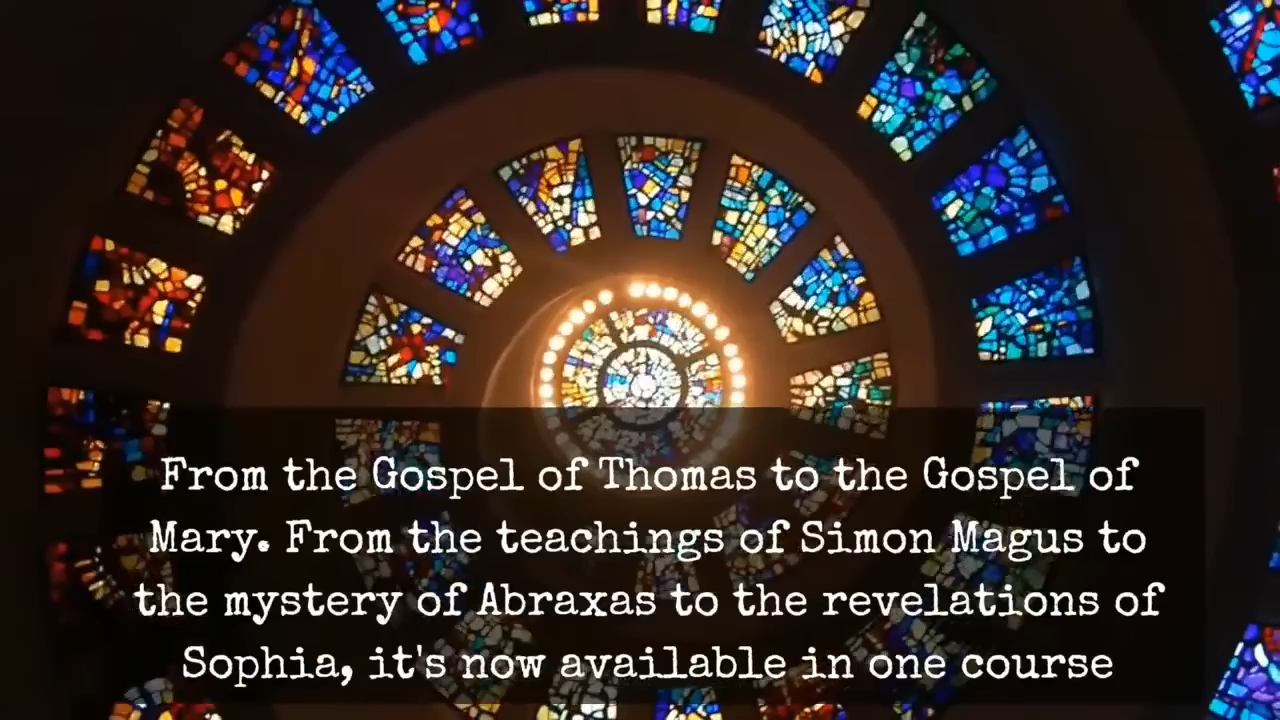 From the Gospel of Thomas to the Gospel of
Mary. From the teachings of Simon Magus to
the mystery of Abraxas to the revelations of
Sophia, it's now available in one course